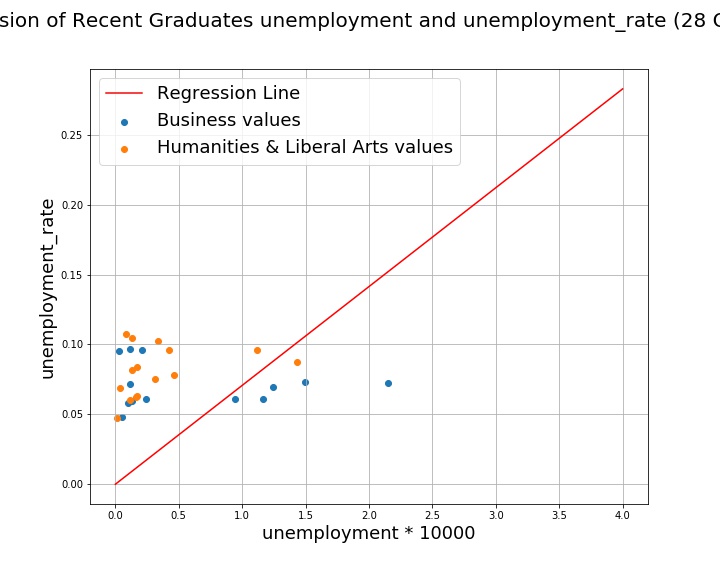 sion of Recent Graduates unemployment and unemployment_rate (28
Regression Line
Business values
Humanities & Liberal Arts values
unemployment_rate
0.25
0.20
0.15
0.10
0.05
0.00
0.0 0.5 1.0 1.5 2.0 2.5 3.0 3.5 4.0
unemployment * 10000